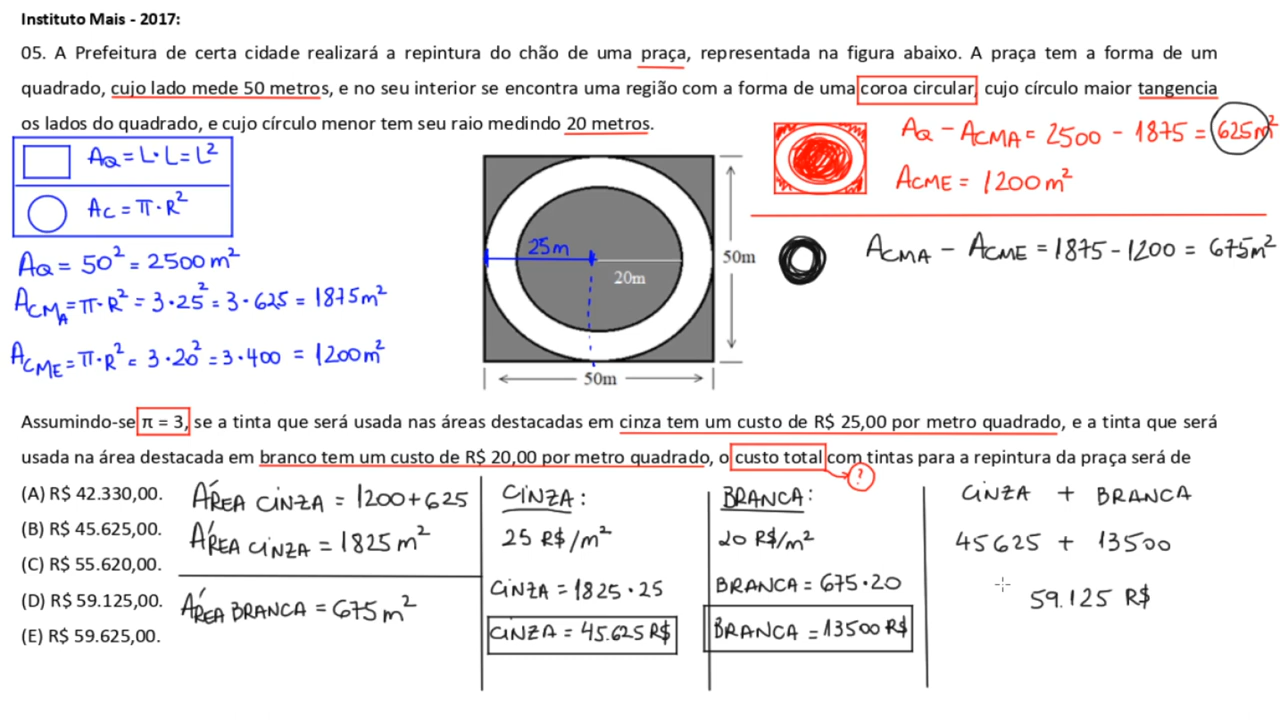 Instituto Mais - 2017:
05. A Prefeitura de certa cidade realizará a repintura do chão de uma praça, representada na figura abaixo. A praça tem a forma de um
quadrado, cujo lado mede 50 metros, e no seu interior se encontra uma região com a forma de uma coroa circular, cujo círculo maior tangencia
os lados do quadrado, e cujo círculo menor tem seu raio medindo 20 metros.
AQ = L·L = L²
AC = π·R²
AQ = 50² = 2500 m²
ACMA = π·R² = 3·25² = 3·625 = 1875 m²
ACME = π·R² = 3·20² = 3·400 = 1200 m²
25m
20m
50m
50m
AQ - ACMA = 2500 - 1875 = 625m²
ACME = 1200 m²
ACMA - ACME = 1875 - 1200 = 675m²
Assumindo-se π = 3, se a tinta que será usada nas áreas destacadas em cinza tem um custo de R$ 25,00 por metro quadrado, e a tinta que será
usada na área destacada em branco tem um custo de R$ 20,00 por metro quadrado, o custo total com tintas para a repintura da praça será de
?
(A) R$ 42.330,00.
(B) R$ 45.625,00.
(C) R$ 55.620,00.
(D) R$ 59.125,00.
(E) R$ 59.625,00.
ÁREA CINZA = 1200+625
ÁREA CINZA = 1825 m²
ÁREA BRANCA = 675 m²
CINZA:
25 R$/m²
CINZA = 1825·25
CINZA = 45.625 R$
BRANCA:
20 R$/m²
BRANCA = 675·20
BRANCA = 13500 R$
CINZA + BRANCA
45625 + 13500
59.125 R$